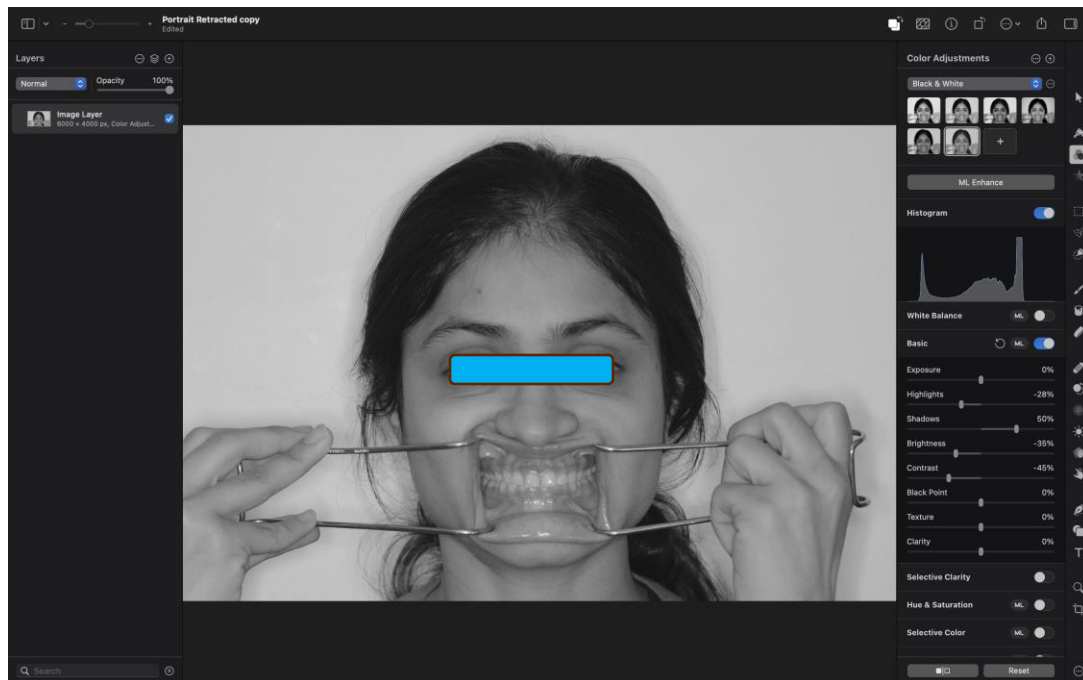 Portrait Retracted copy
Edited
Layers
Normal
Opacity
100%
Image Layer
6000 × 4000 px, Color Adjust...
Search
Color Adjustments
Black & White
ML Enhance
Histogram
White Balance
ML
Basic
ML
Exposure
0%
Highlights
-28%
Shadows
50%
Brightness
-35%
Contrast
-45%
Black Point
0%
Texture
0%
Clarity
0%
Selective Clarity
Hue & Saturation
ML
Selective Color
ML
Reset